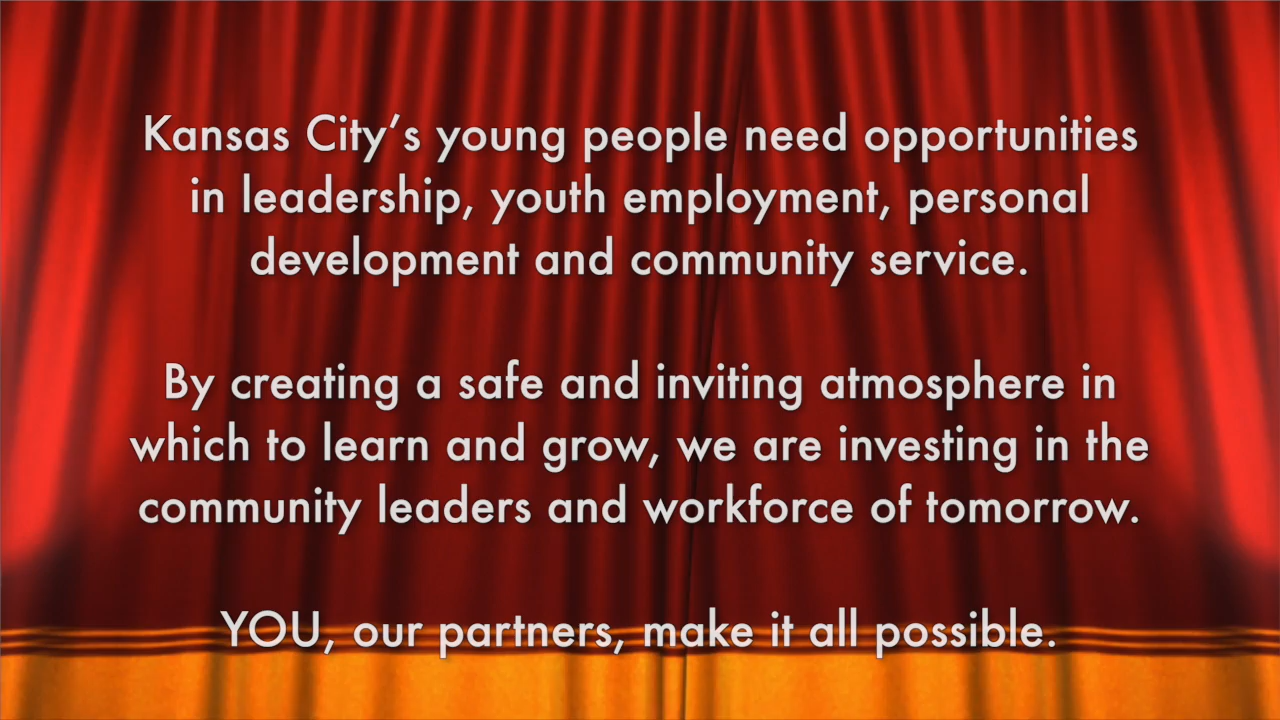 Kansas City’s young people need opportunities
in leadership, youth employment, personal
development and community service.
By creating a safe and inviting atmosphere in
which to learn and grow, we are investing in the
community leaders and workforce of tomorrow.
YOU, our partners, make it all possible.